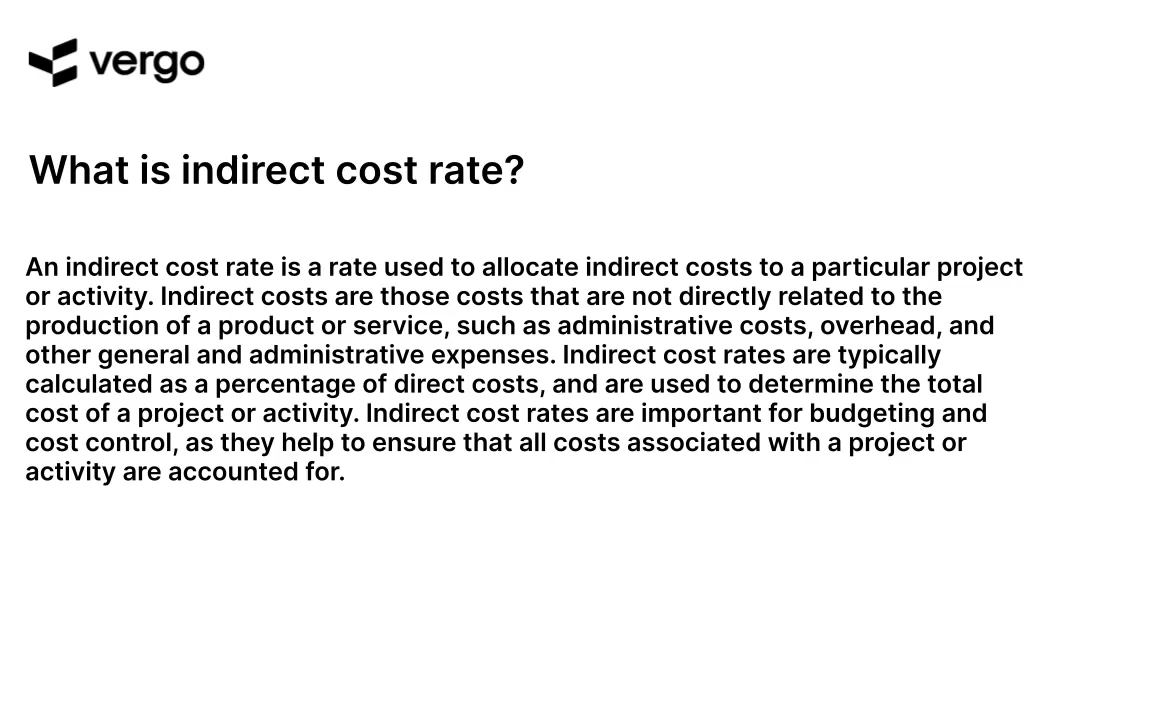 vergo
What is indirect cost rate?
An indirect cost rate is a rate used to allocate indirect costs to a particular project
or activity. Indirect costs are those costs that are not directly related to the
production of a product or service, such as administrative costs, overhead, and
other general and administrative expenses. Indirect cost rates are typically
calculated as a percentage of direct costs, and are used to determine the total
cost of a project or activity. Indirect cost rates are important for budgeting and
cost control, as they help to ensure that all costs associated with a project or
activity are accounted for.